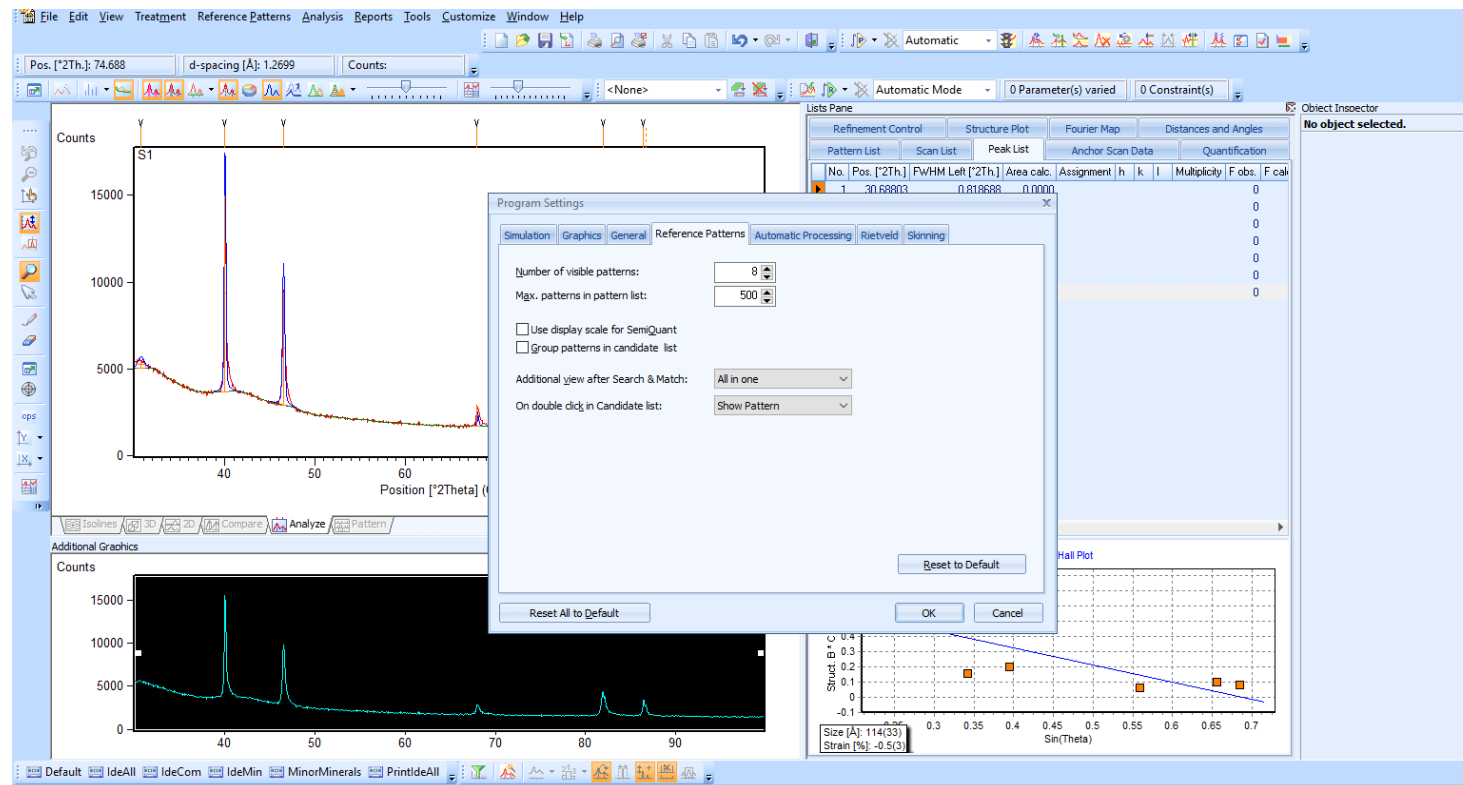 File Edit View Treatment Reference Patterns Analysis Reports Tools Customize Window Help
Automatic
Pos. [°2Th.]: 74.688 d-spacing [Å]: 1.2699 Counts:
<None> Automatic Mode 0 Parameter(s) varied 0 Constraint(s)
Lists Pane Object Inspector
No object selected.
Refinement Control Structure Plot Fourier Map Distances and Angles
Pattern List Scan List Peak List Anchor Scan Data Quantification
No. Pos. [°2Th.] FWHM Left [°2Th.] Area calc. Assignment h k l Multiplicity F obs. F cal
1 30.68803 0.818688 0.0000 0
0
0
0
0
0
0
Counts
S1
15000
10000
5000
0
40 50 60
Position [°2Theta] (
cps
Program Settings
Simulation Graphics General Reference Patterns Automatic Processing Rietveld Skinning
Number of visible patterns: 8
Max. patterns in pattern list: 500
Use display scale for SemiQuant
Group patterns in candidate list
Additional view after Search & Match: All in one
On double click in Candidate list: Show Pattern
Reset to Default
Reset All to Default OK Cancel
Isolines 3D 2D Compare Analyze Pattern
Additional Graphics
Counts
15000
10000
5000
0
40 50 60 70 80 90
Hall Plot
Struct. B * C
0.4
0.3
0.2
0.1
0
-0.1
0.3 0.35 0.4 0.45 0.5 0.55 0.6 0.65 0.7
Sin(Theta)
Size [Å]: 114(33)
Strain [%]: -0.5(3)
Default IdeAll IdeCom IdeMin MinorMinerals PrintIdeAll